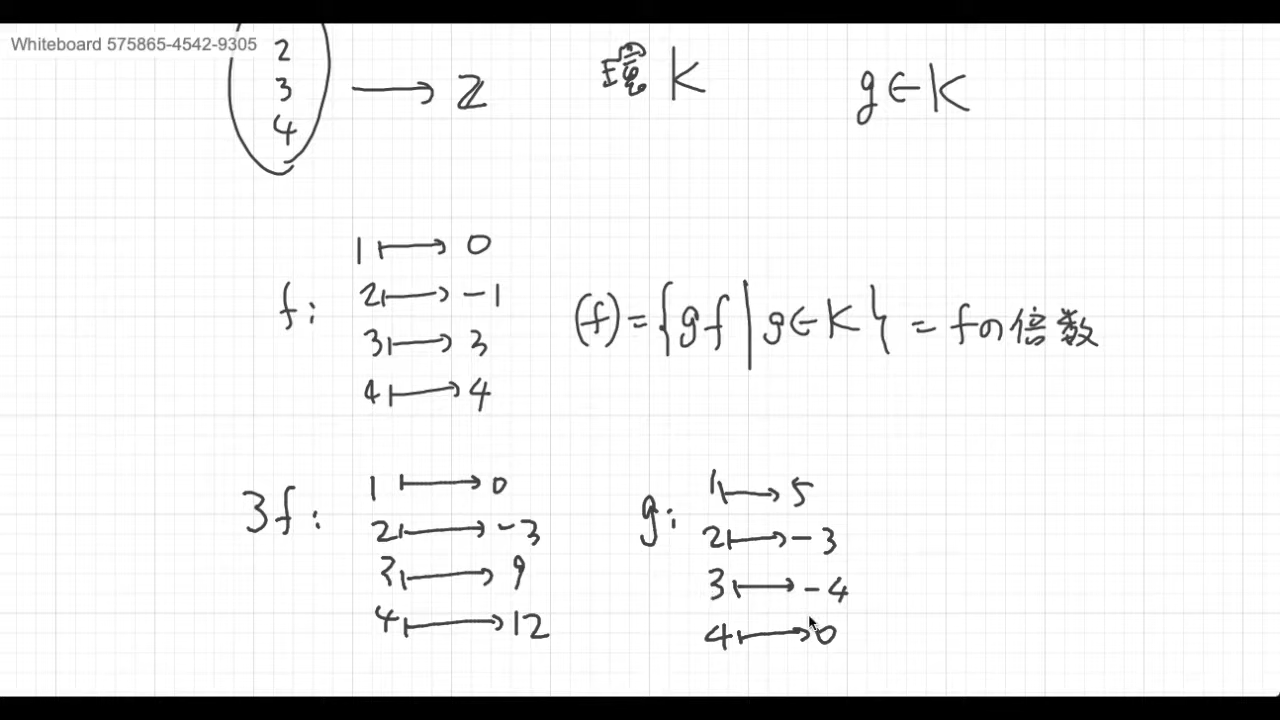 Whiteboard 575865-4542-9305
2
3
4
→ ℤ
環 K
g∈K
f:
1 ↦ 0
2 ↦ -1
3 ↦ 3
4 ↦ 4
(f) = {gf | g∈K} = fの倍数
3f:
1 ↦ 0
2 ↦ -3
3 ↦ 9
4 ↦ 12
g:
1 ↦ 5
2 ↦ -3
3 ↦ -4
4 ↦ 0